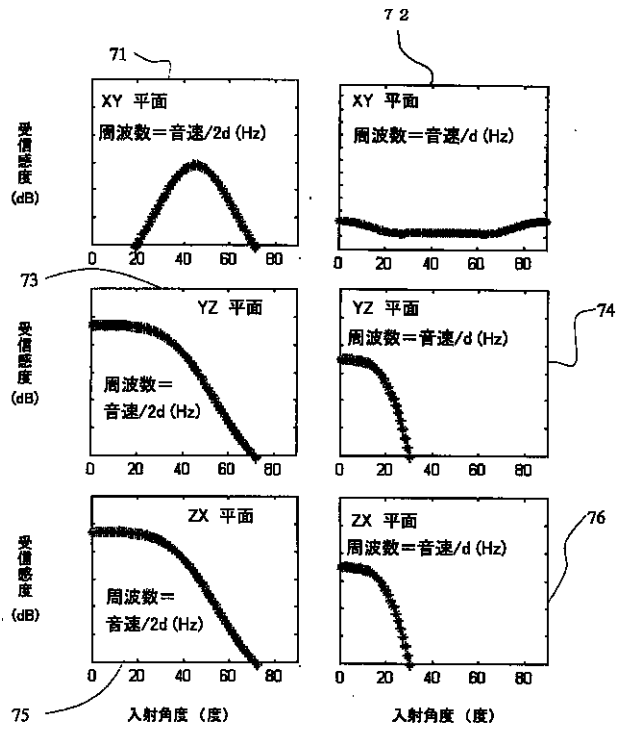 71
7 2
XY 平面
周波数＝音速/2d (Hz)
受信感度
(dB)
0 20 40 60 80
XY 平面
周波数＝音速/d (Hz)
0 20 40 60 80
73
YZ 平面
周波数＝
音速/2d (Hz)
受信感度
(dB)
0 20 40 60 80
74
YZ 平面
周波数＝音速/d (Hz)
0 20 40 60 80
ZX 平面
周波数＝
音速/2d (Hz)
受信感度
(dB)
0 20 40 60 80
75
入射角度 (度)
76
ZX 平面
周波数＝音速/d (Hz)
0 20 40 60 80
入射角度 (度)